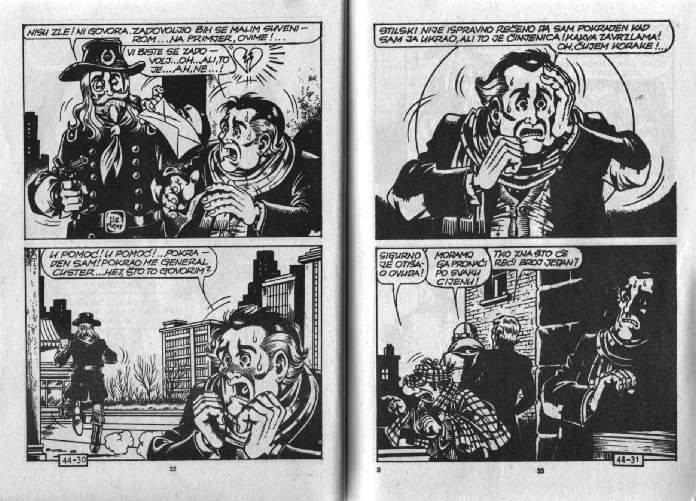 NISU ZLE! NI GOVORA. ZADOVOLJIO BIH SE MALIM SUVENI-
ROM... NA PRIMJER, OVIME!...
VI BISTE SE ZADO-
VOLJ...OH...ALI, TO
JE...AH, NE...!
U POMOĆ! U POMOĆ!...POKRA-
DEN SAM! POKRAO ME GENERAL
CUSTER...HEJ, ŠTO TO GOVORIM?
44-30
32
STILSKI NIJE ISPRAVNO REČENO DA SAM POKRADEN KAD
SAM JA UKRAO, ALI TO JE ČINJENICA! KAKVA ZAVRZLAMA!
OH, ČUJEM KORAKE!..
SIGURNO
JE OTIŠA-
O OVUDA!
MORAMO
GA PRONAĆI
PO SVAKU
CIJENU!
TKO ZNA ŠTO ĆE
REĆI BROJ JEDAN?
44-31
3
33